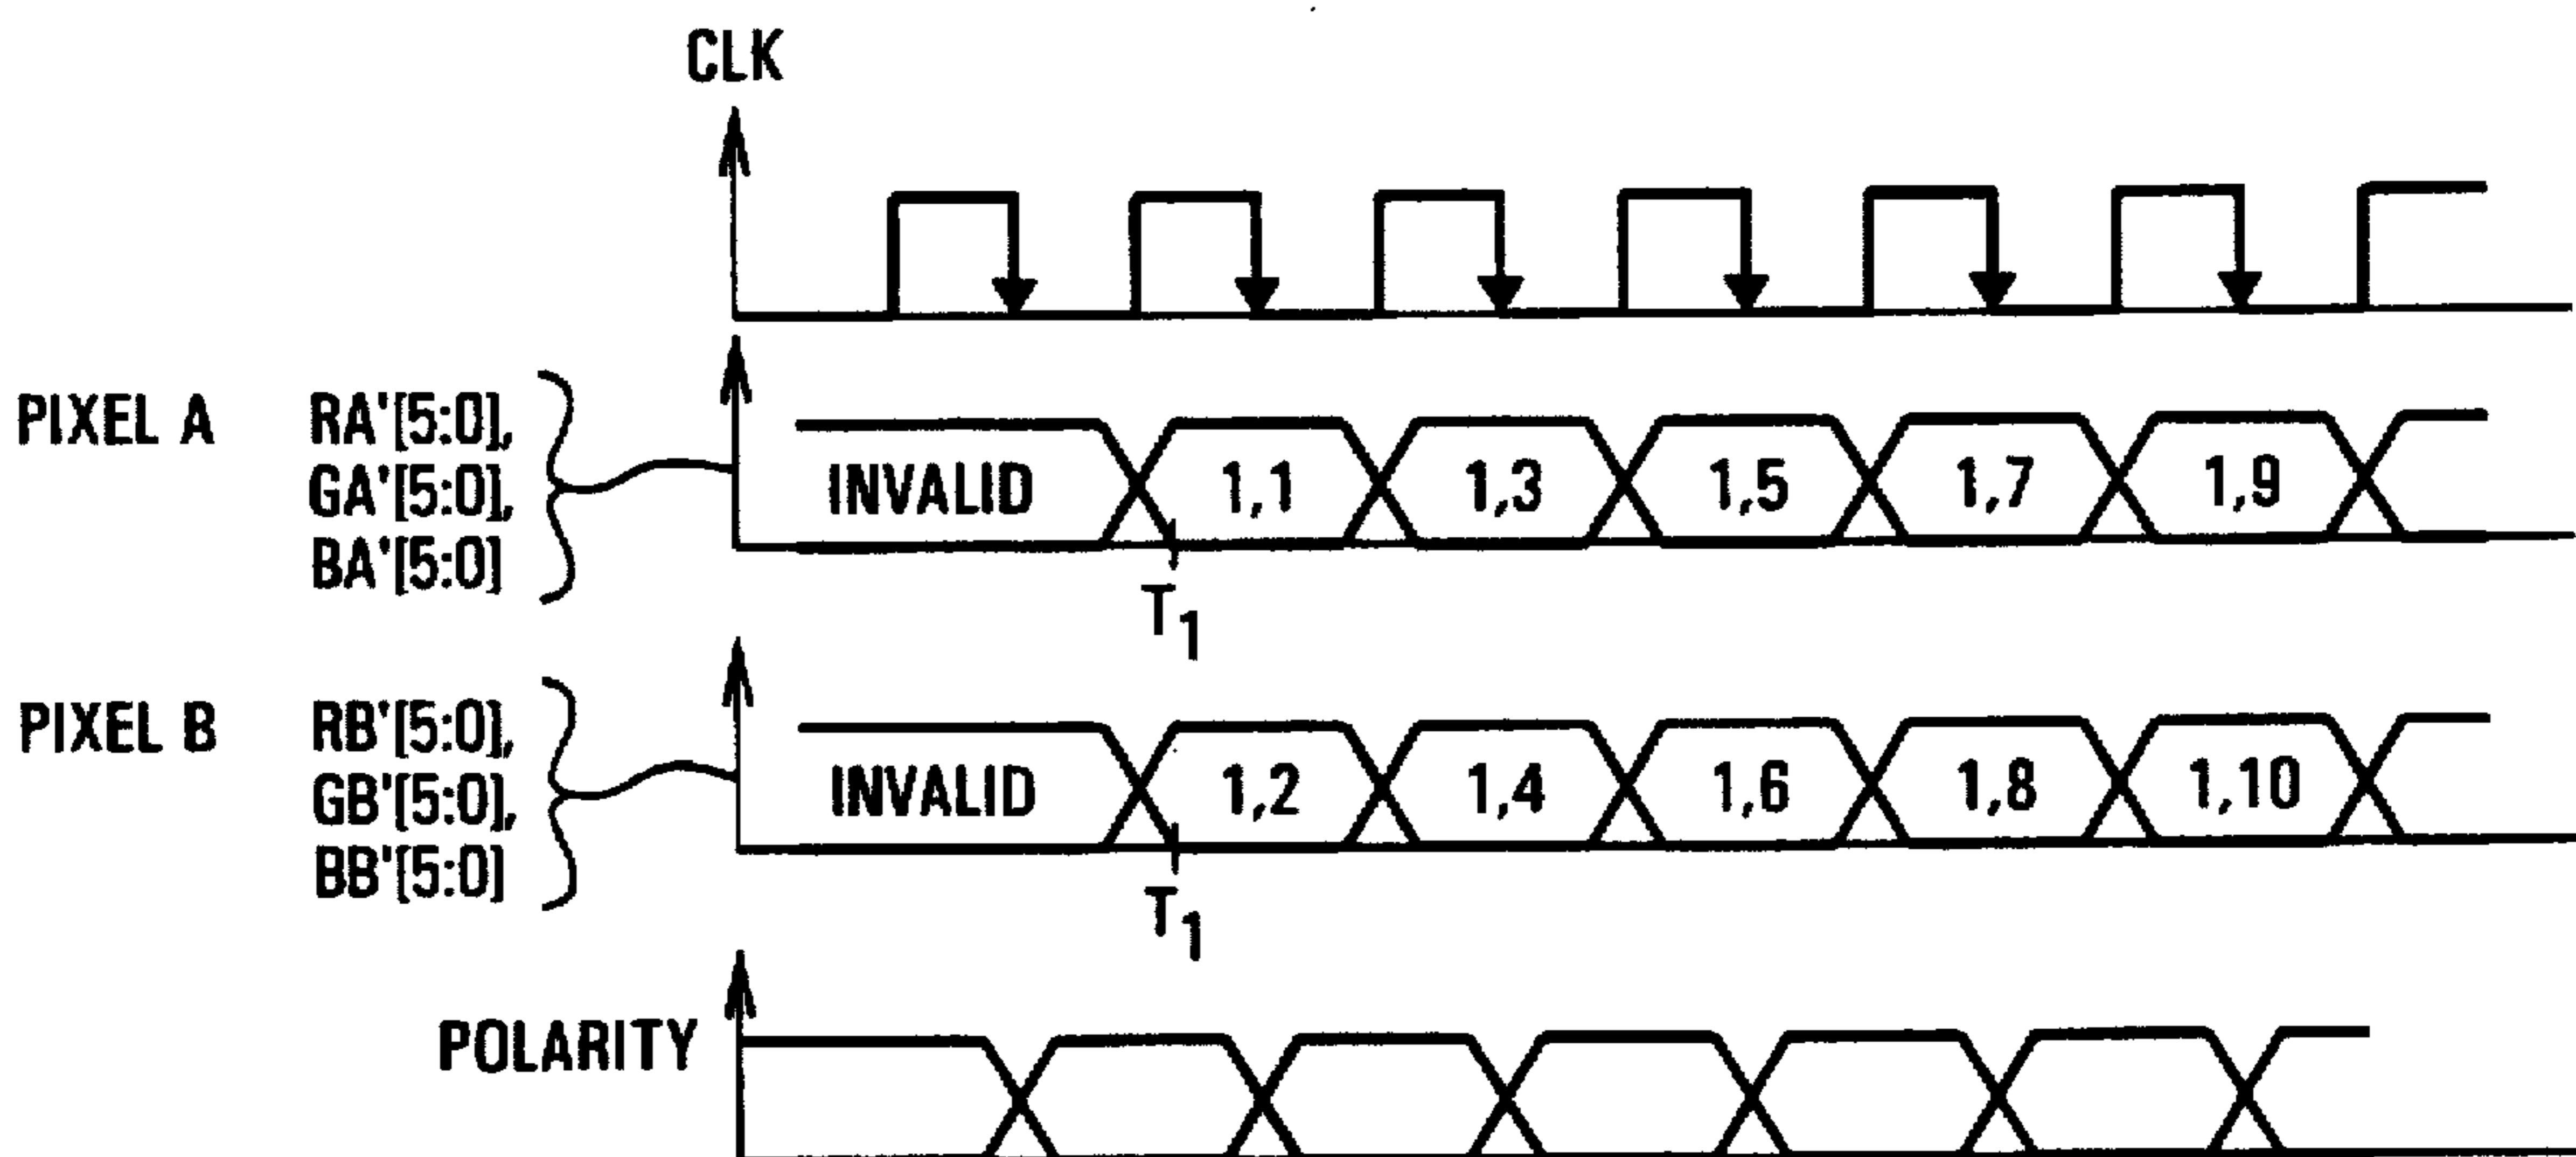 CLK
PIXEL A RA'[5:0],
GA'[5:0],
BA'[5:0]
INVALID 1,1 1,3 1,5 1,7 1,9
T1
PIXEL B RB'[5:0],
GB'[5:0],
BB'[5:0]
INVALID 1,2 1,4 1,6 1,8 1,10
T1
POLARITY